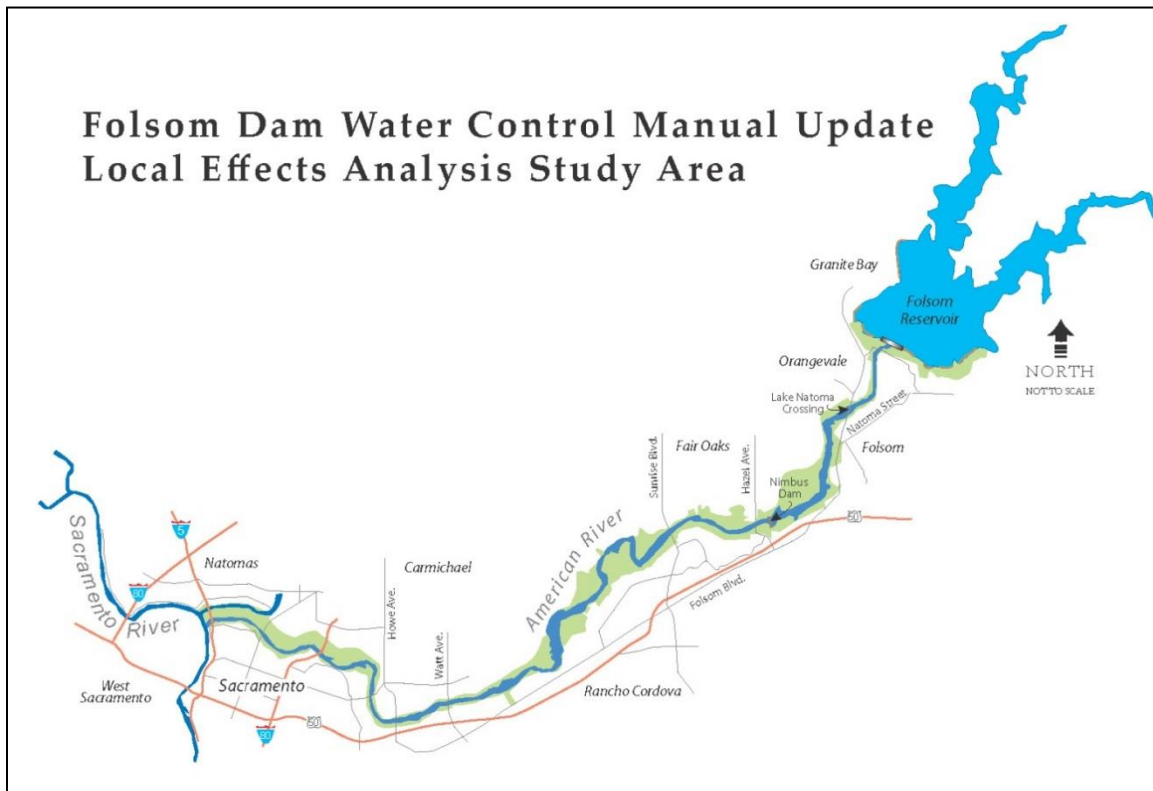 Folsom Dam Water Control Manual Update
Local Effects Analysis Study Area
Granite Bay
Folsom
Reservoir
Orangevale
NORTH
NOT TO SCALE
Lake Natoma
Crossing
Natoma Street
Folsom
Fair Oaks
Sunrise Blvd.
Hazel Ave.
Nimbus
Dam
50
American River
Folsom Blvd.
Sacramento
River
5
80
Natomas
Carmichael
Howe Ave.
Watt Ave.
Rancho Cordova
West
Sacramento
Sacramento
50
80